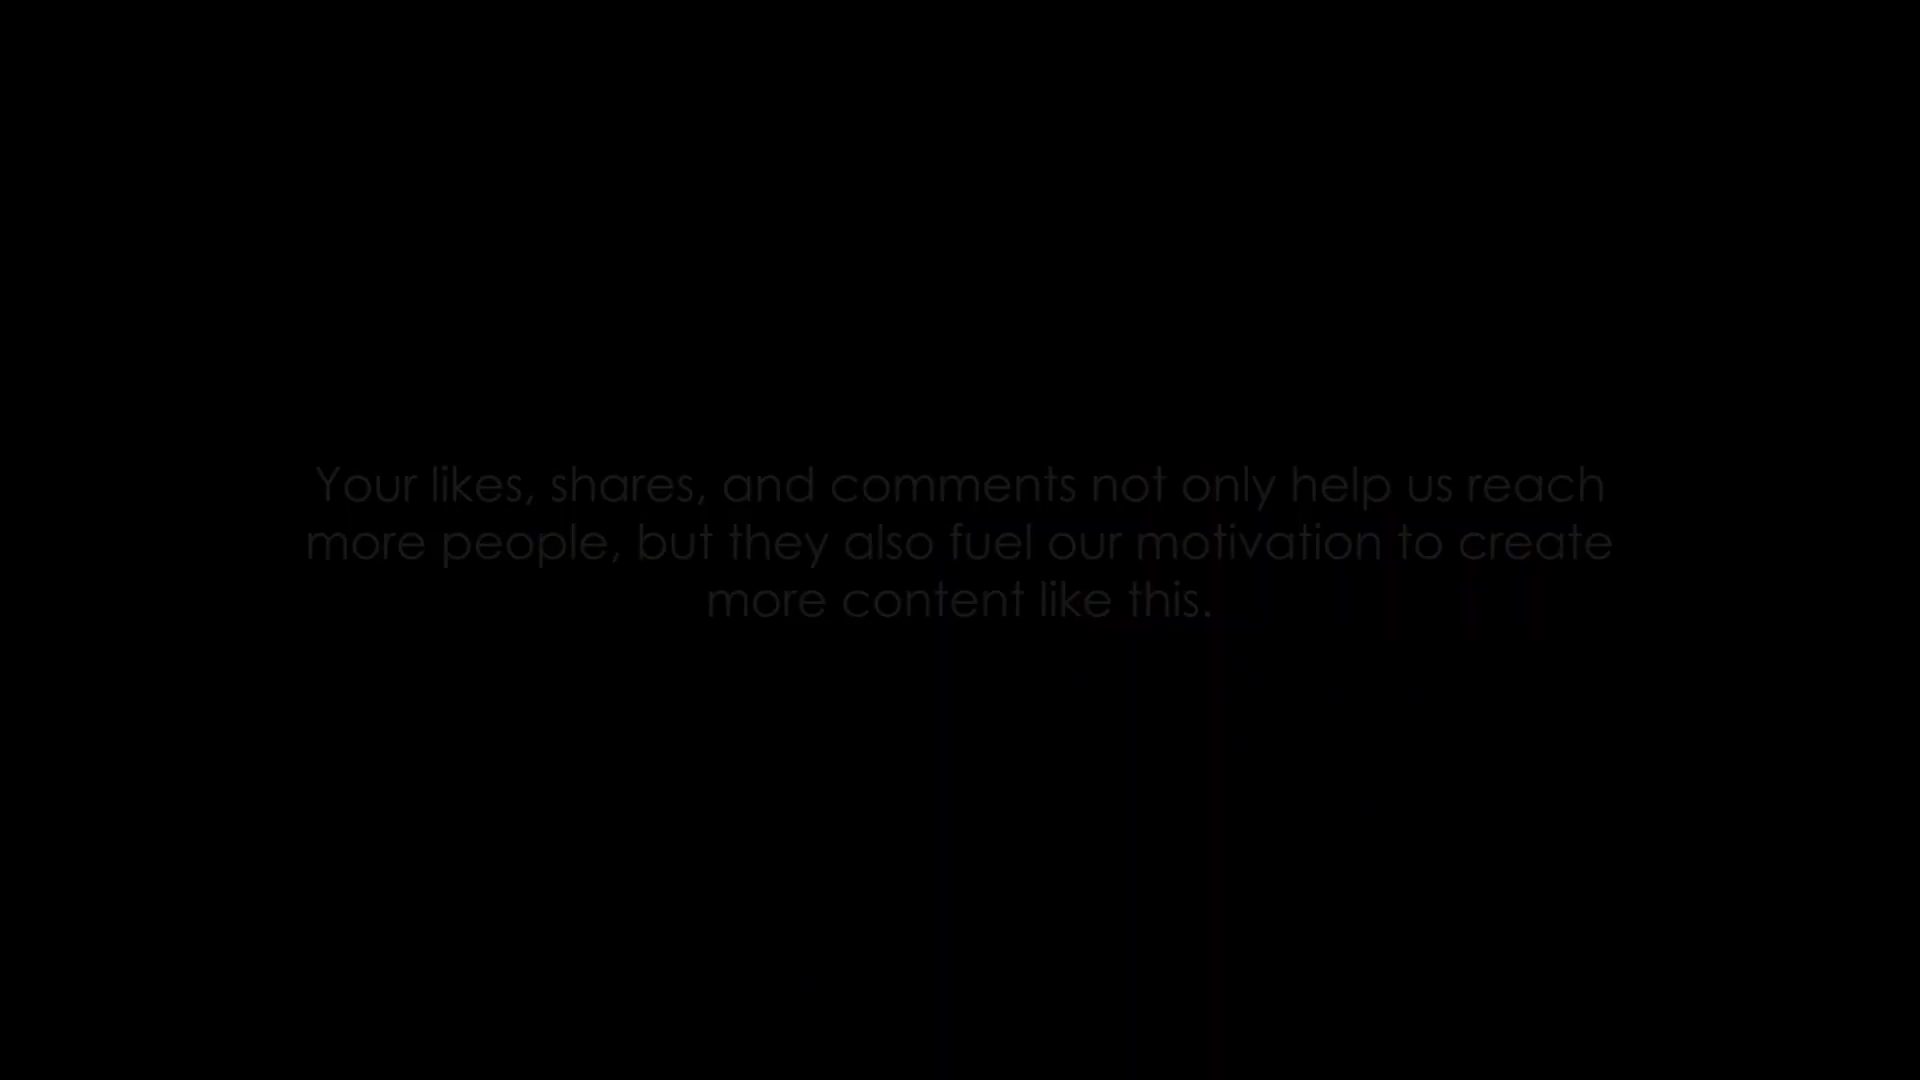 Your likes, shares, and comments not only help us reach
more people, but they also fuel our motivation to create
more content like this.